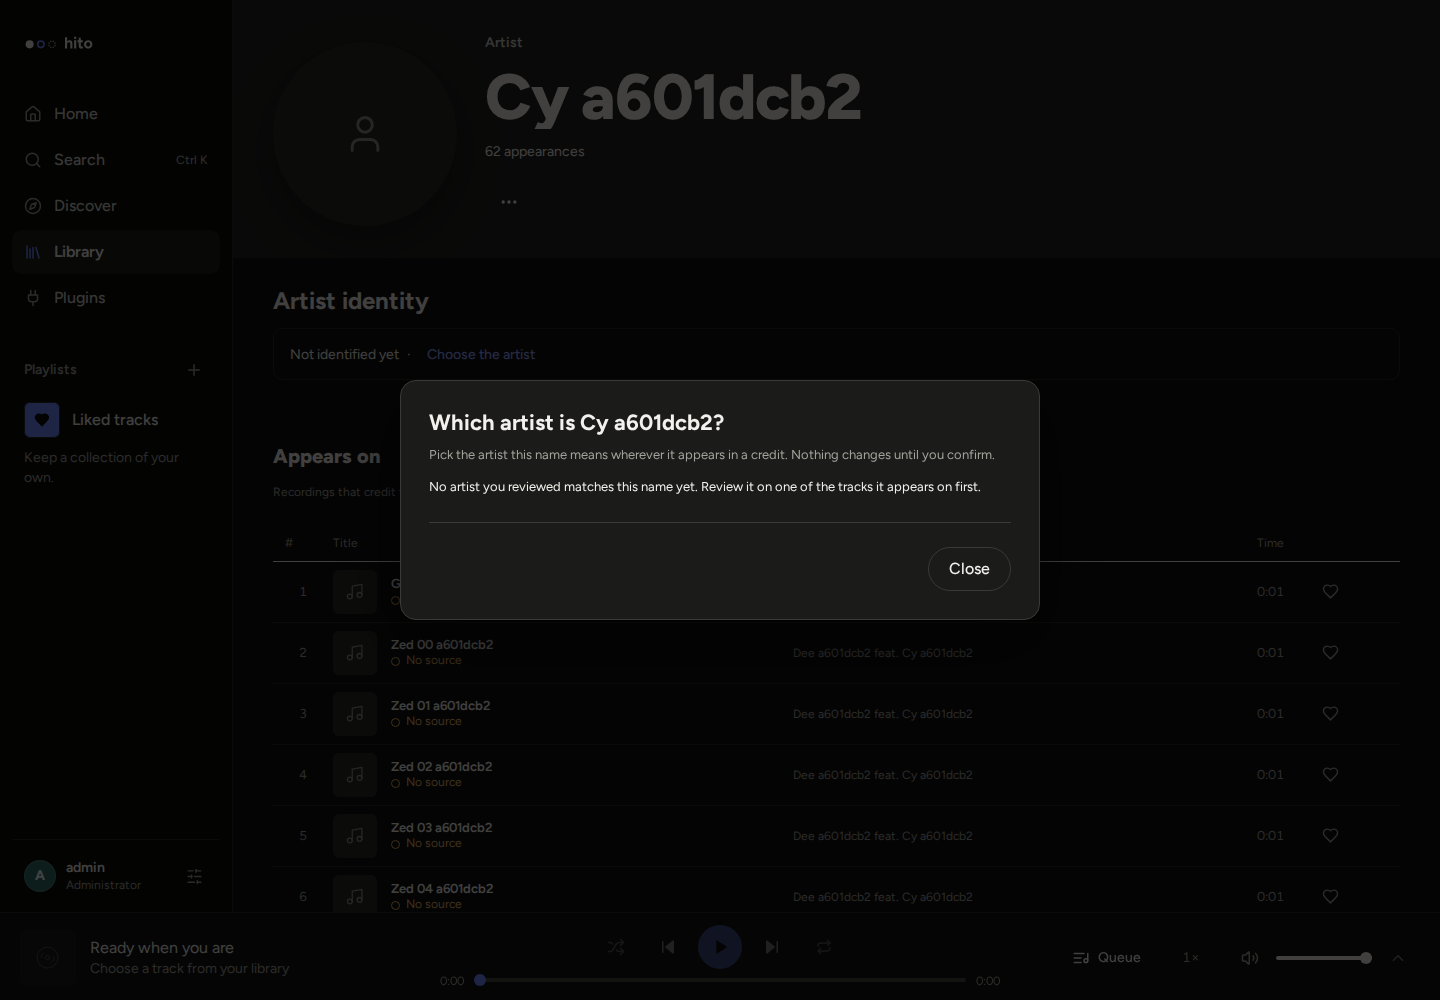 hito
Home
Search Ctrl K
Discover
Library
Plugins
Playlists
Liked tracks
Keep a collection of your
own.
A
admin
Administrator
Artist
Cy a601dcb2
62 appearances
Artist identity
Not identified yet · Choose the artist
Which artist is Cy a601dcb2?
Pick the artist this name means wherever it appears in a credit. Nothing changes until you confirm.
No artist you reviewed matches this name yet. Review it on one of the tracks it appears on first.
Close
Appears on
Recordings that credit
# Title Time
1 0:01
2 Zed 00 a601dcb2 Dee a601dcb2 feat. Cy a601dcb2 0:01
No source
3 Zed 01 a601dcb2 Dee a601dcb2 feat. Cy a601dcb2 0:01
No source
4 Zed 02 a601dcb2 Dee a601dcb2 feat. Cy a601dcb2 0:01
No source
5 Zed 03 a601dcb2 Dee a601dcb2 feat. Cy a601dcb2 0:01
No source
6 Zed 04 a601dcb2 Dee a601dcb2 feat. Cy a601dcb2 0:01
No source
Ready when you are
Choose a track from your library
0:00 0:00
Queue 1×